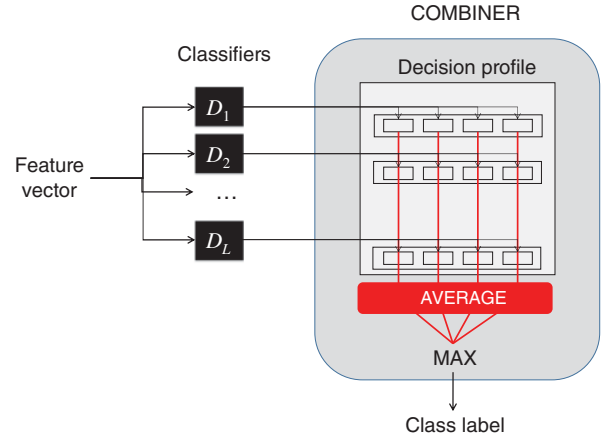 COMBINER
Classifiers
Decision profile
D1
D2
Feature
vector
...
DL
AVERAGE
MAX
Class label